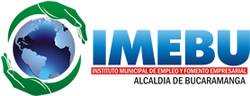 IMEBU
INSTITUTO MUNICIPAL DE EMPLEO Y FOMENTO EMPRESARIAL
ALCALDIA DE BUCARAMANGA